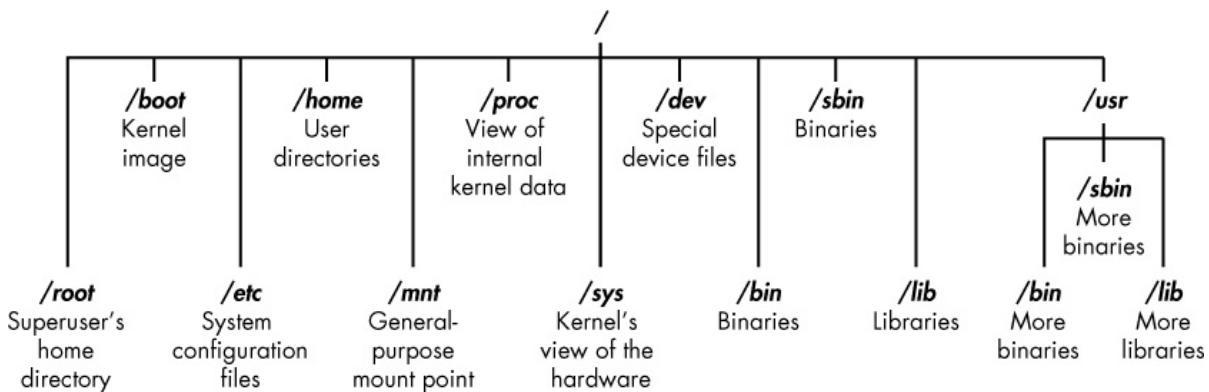 /
/boot
Kernel
image
/home
User
directories
/proc
View of
internal
kernel data
/dev
Special
device files
/sbin
Binaries
/usr
/sbin
More
binaries
/root
Superuser's
home
directory
/etc
System
configuration
files
/mnt
General-
purpose
mount point
/sys
Kernel's
view of the
hardware
/bin
Binaries
/lib
Libraries
/bin
More
binaries
/lib
More
libraries